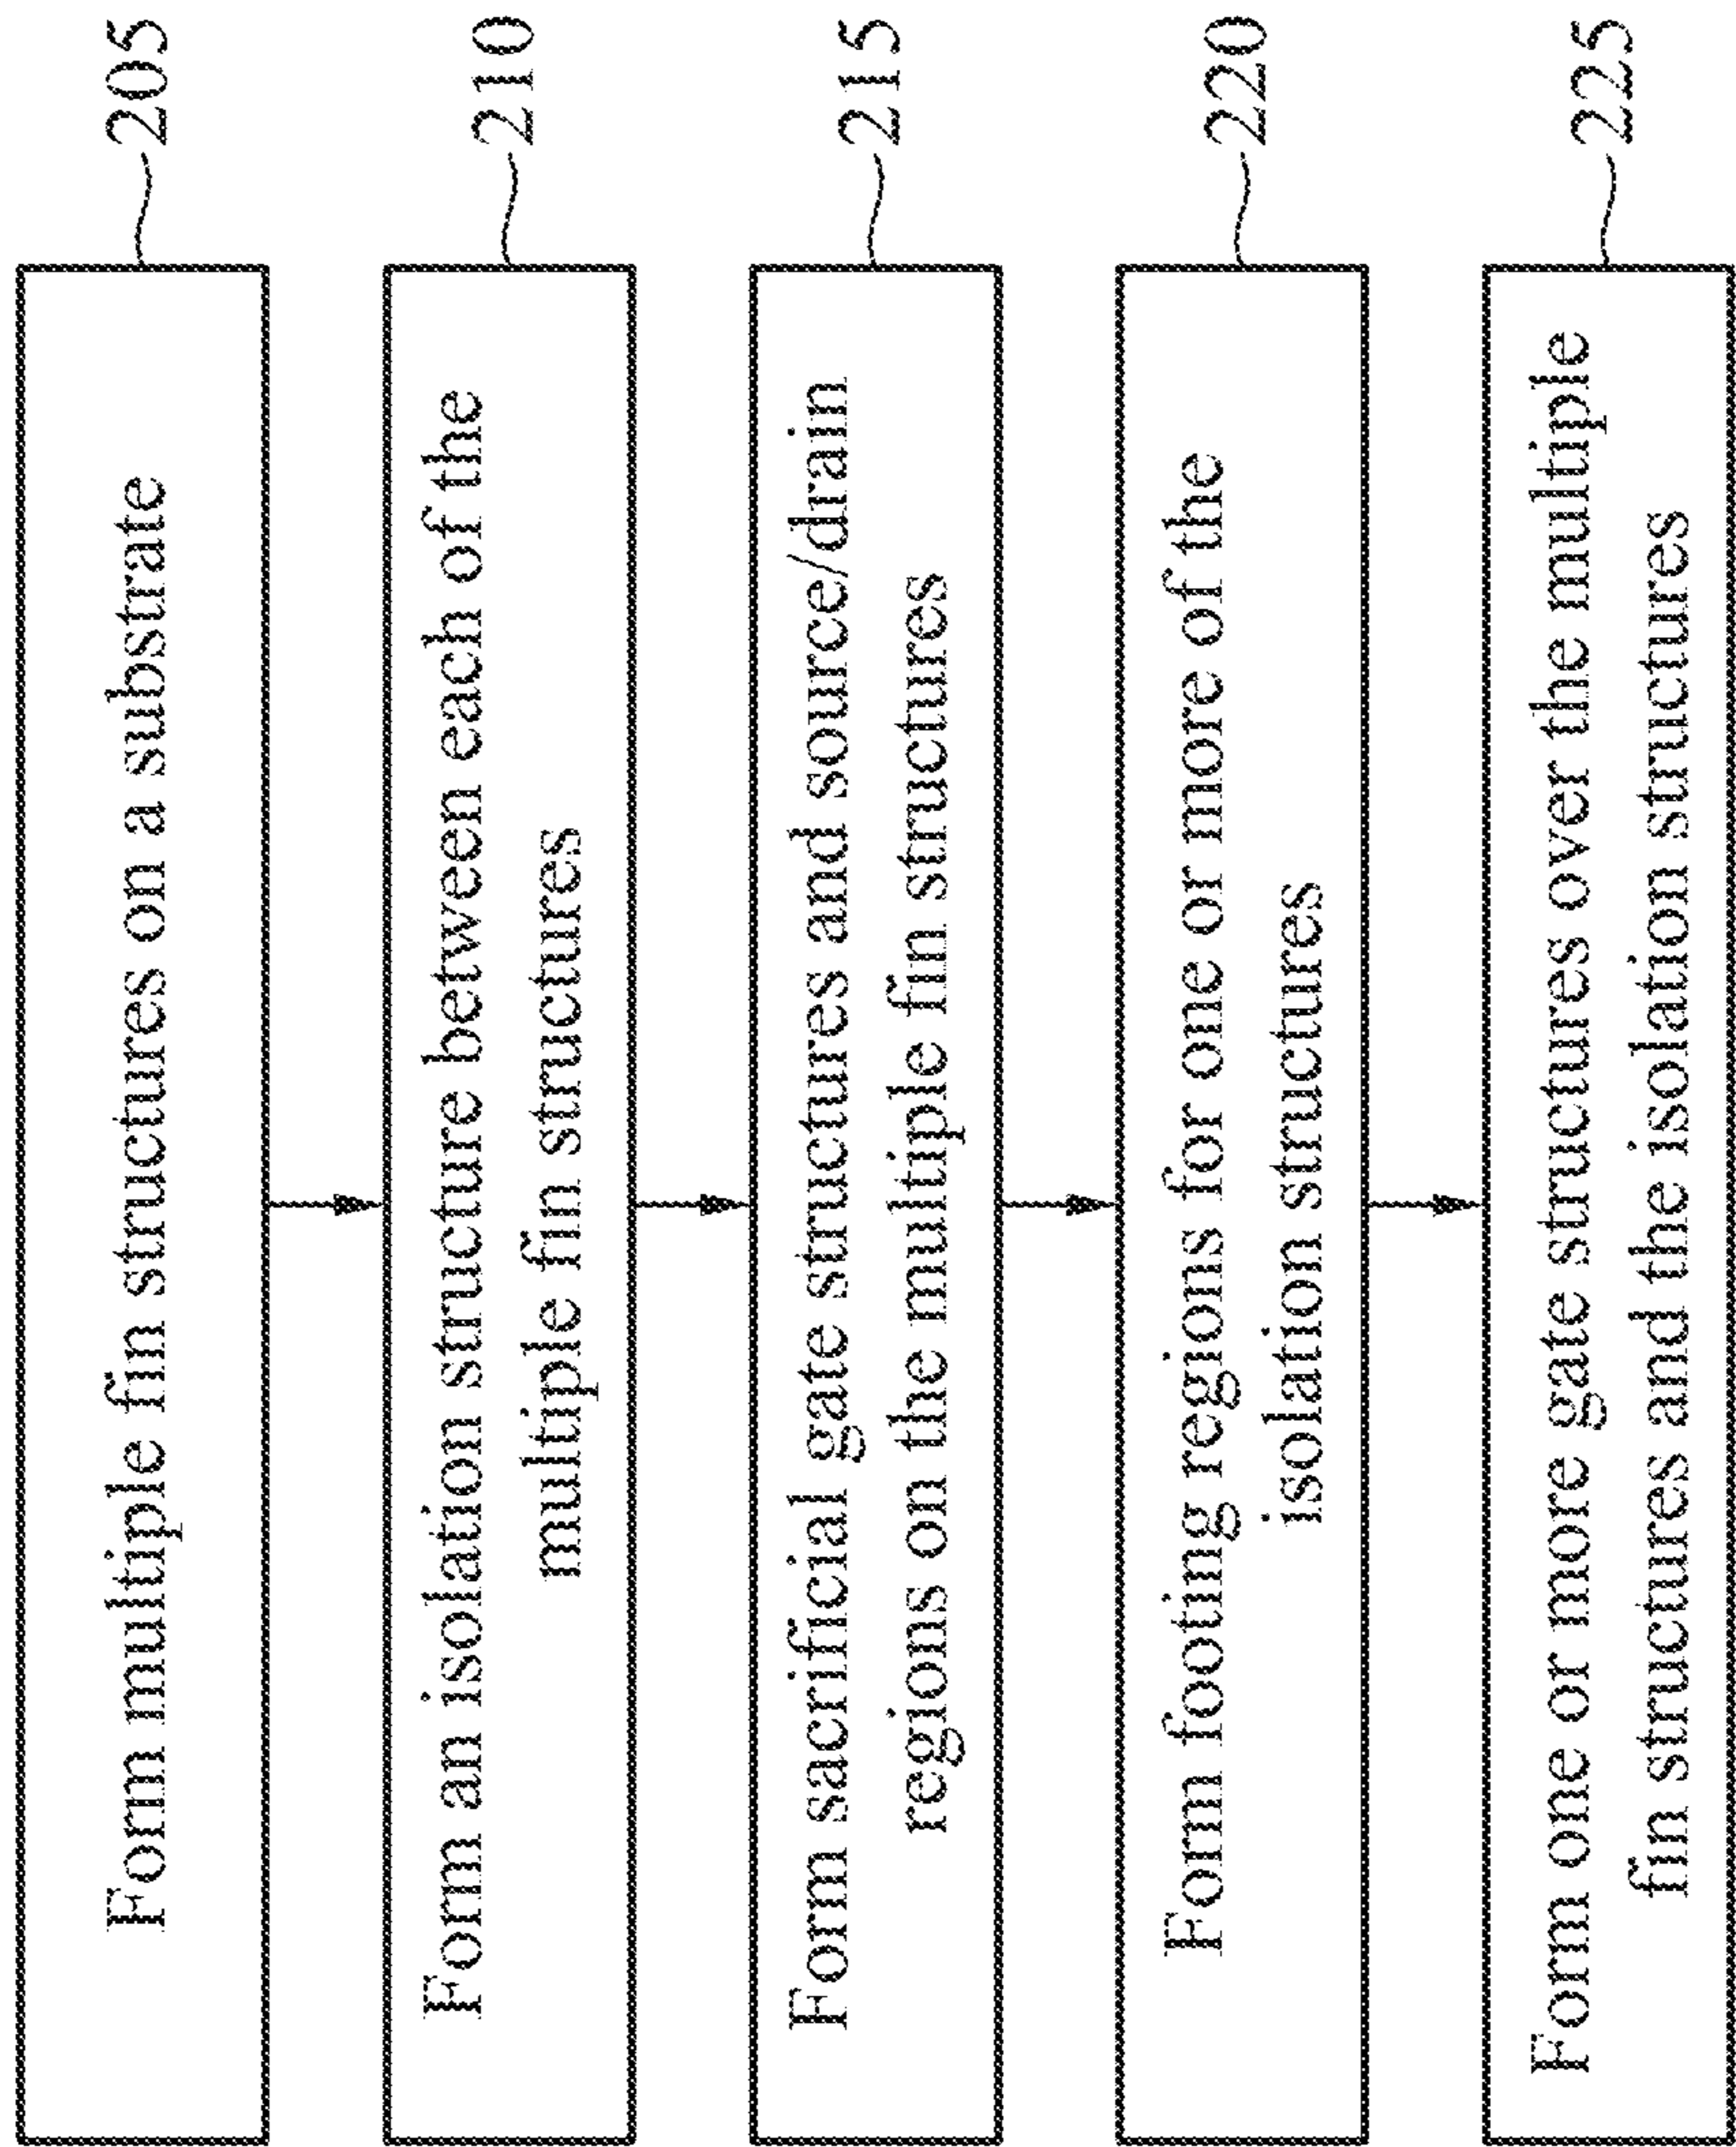 Form multiple fin structures on a substrate
205
Form an isolation structure between each of the
multiple fin structures
210
Form sacrificial gate structures and source/drain
regions on the multiple fin structures
215
Form footing regions for one or more of the
isolation structures
220
Form one or more gate structures over the multiple
fin structures and the isolation structures
225